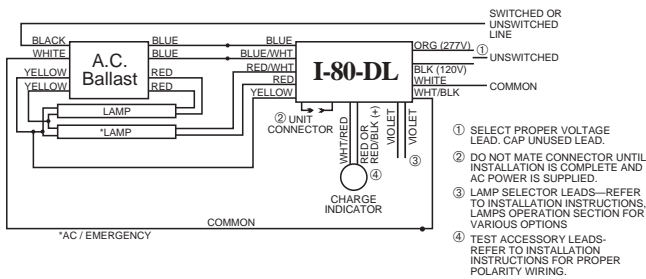 SWITCHED OR
UNSWITCHED
LINE
BLACK
BLUE
BLUE
ORG (277V)
①
WHITE
A.C.
Ballast
BLUE
BLUE/WHT
I-80-DL
UNSWITCHED
YELLOW
RED
RED/WHT
BLK (120V)
YELLOW
RED
RED
WHITE
COMMON
YELLOW
WHT/BLK
LAMP
*LAMP
② UNIT
CONNECTOR
WHT/RED
RED OR
RED/BLK (+)
VIOLET
VIOLET
③
④
CHARGE
INDICATOR
COMMON
*AC / EMERGENCY
① SELECT PROPER VOLTAGE
LEAD. CAP UNUSED LEAD.
② DO NOT MATE CONNECTOR UNTIL
INSTALLATION IS COMPLETE AND
AC POWER IS SUPPLIED.
③ LAMP SELECTOR LEADS—REFER
TO INSTALLATION INSTRUCTIONS,
LAMPS OPERATION SECTION FOR
VARIOUS OPTIONS
④ TEST ACCESSORY LEADS-
REFER TO INSTALLATION
INSTRUCTIONS FOR PROPER
POLARITY WIRING.